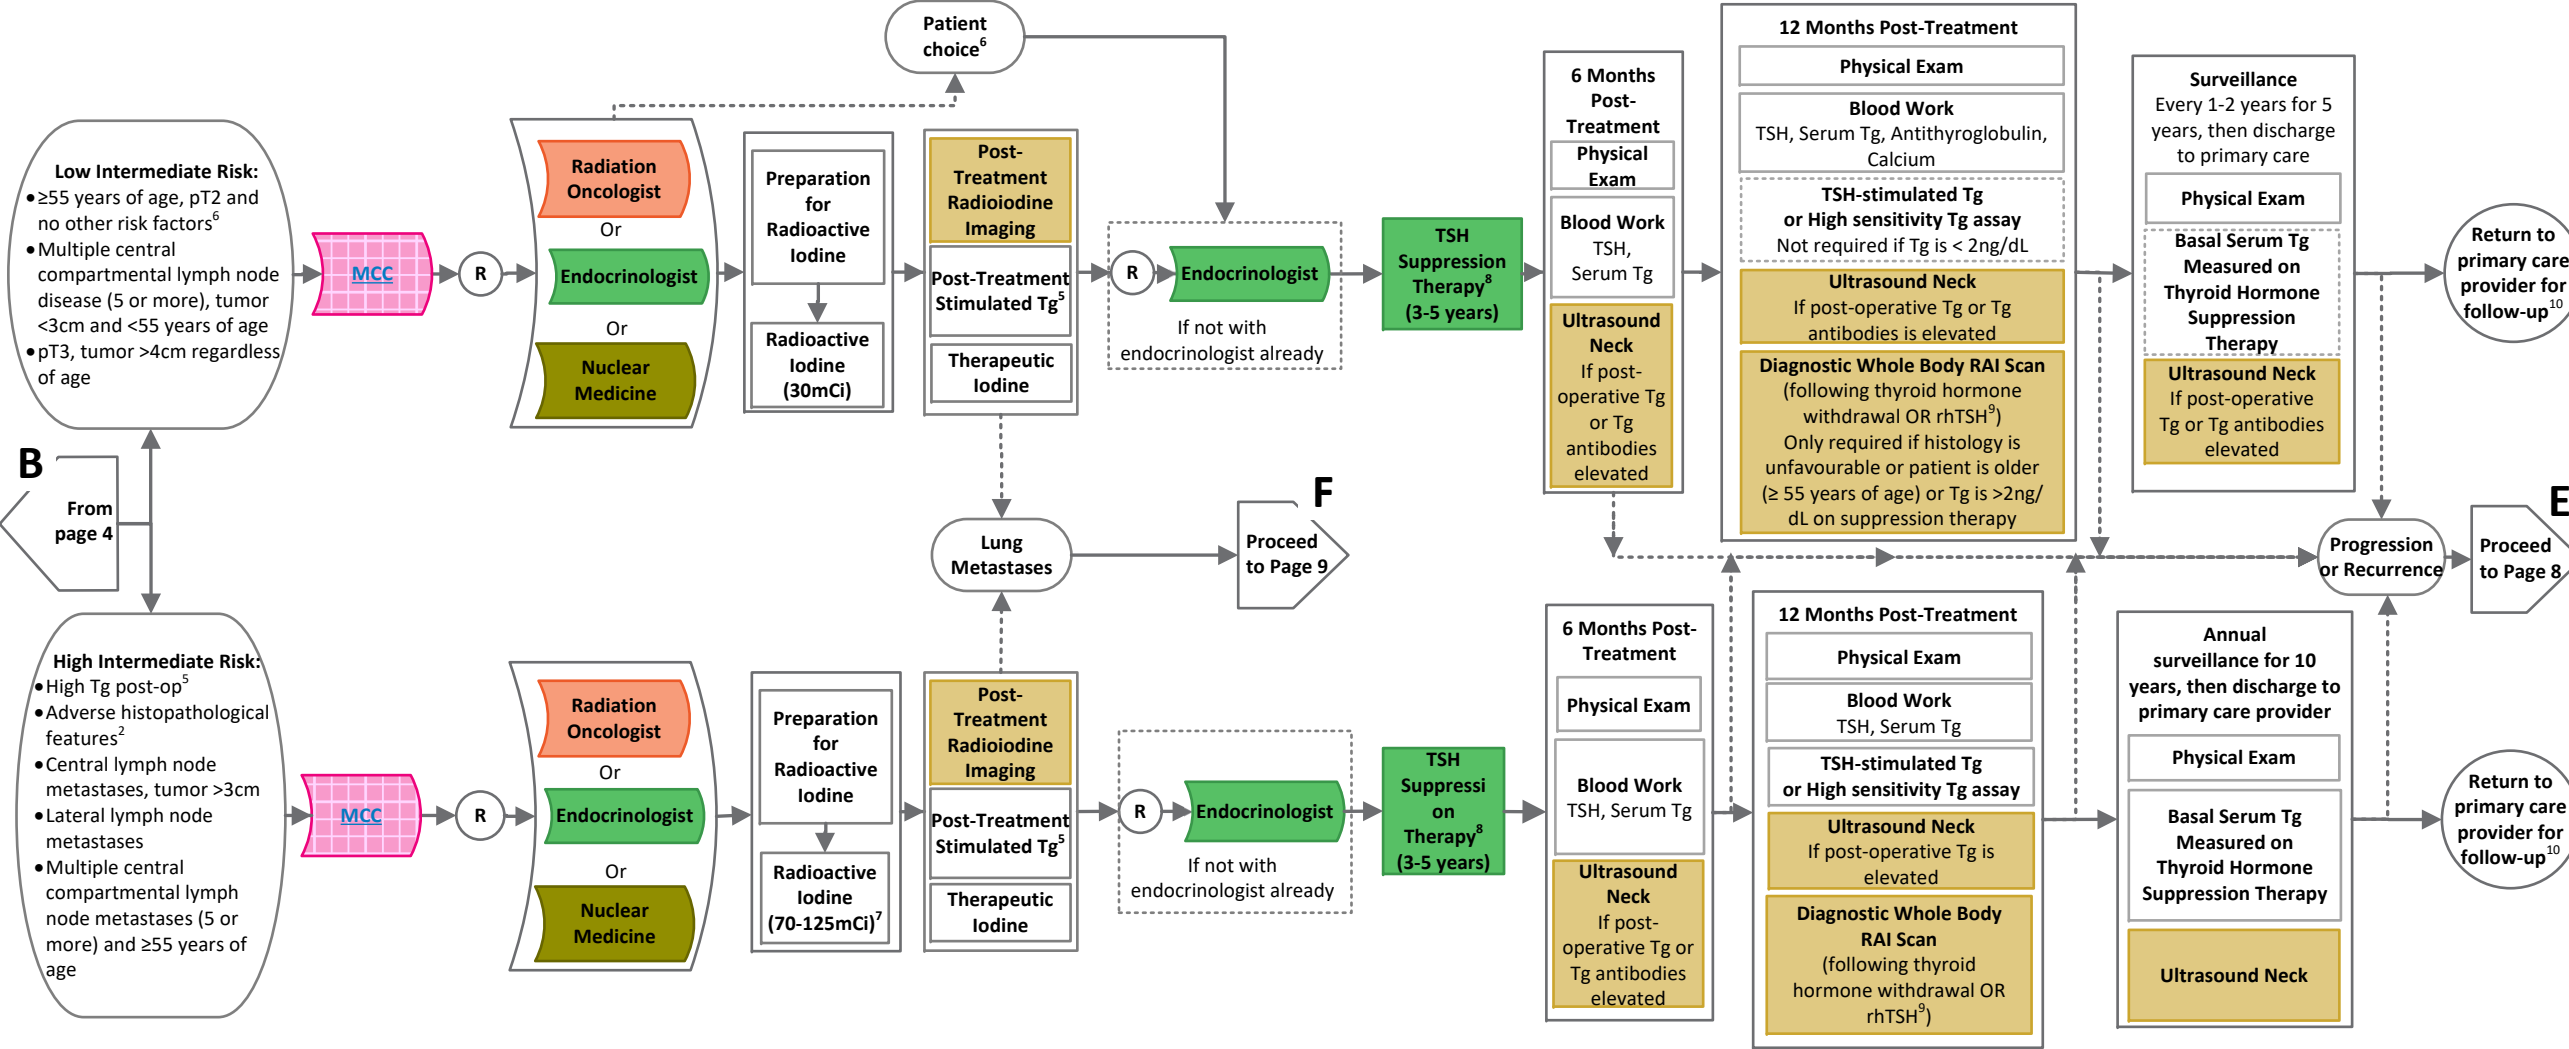 B
From
page 4
Low Intermediate Risk:
•≥55 years of age, pT2 and
no other risk factors6
•Multiple central
compartmental lymph node
disease (5 or more), tumor
<3cm and <55 years of age
•pT3, tumor >4cm regardless
of age
MCC
R
Radiation
Oncologist
Or
Endocrinologist
Or
Nuclear
Medicine
Patient
choice6
Preparation
for
Radioactive
Iodine
Radioactive
Iodine
(30mCi)
Post-
Treatment
Radioiodine
Imaging
Post-Treatment
Stimulated Tg5
Therapeutic
Iodine
R
Endocrinologist
If not with
endocrinologist already
TSH
Suppression
Therapy8
(3-5 years)
6 Months
Post-
Treatment
Physical
Exam
Blood Work
TSH,
Serum Tg
Ultrasound
Neck
If post-
operative Tg
or Tg
antibodies
elevated
12 Months Post-Treatment
Physical Exam
Blood Work
TSH, Serum Tg, Antithyroglobulin,
Calcium
TSH-stimulated Tg
or High sensitivity Tg assay
Not required if Tg is < 2ng/dL
Ultrasound Neck
If post-operative Tg or Tg
antibodies is elevated
Diagnostic Whole Body RAI Scan
(following thyroid hormone
withdrawal OR rhTSH9)
Only required if histology is
unfavourable or patient is older
(≥ 55 years of age) or Tg is >2ng/
dL on suppression therapy
Surveillance
Every 1-2 years for 5
years, then discharge
to primary care
Physical Exam
Basal Serum Tg
Measured on
Thyroid Hormone
Suppression
Therapy
Ultrasound Neck
If post-operative
Tg or Tg antibodies
elevated
Return to
primary care
provider for
follow-up10
Lung
Metastases
F
Proceed
to Page 9
Progression
or Recurrence
E
Proceed
to Page 8
High Intermediate Risk:
•High Tg post-op5
•Adverse histopathological
features2
•Central lymph node
metastases, tumor >3cm
•Lateral lymph node
metastases
•Multiple central
compartmental lymph
node metastases (5 or
more) and ≥55 years of
age
MCC
R
Radiation
Oncologist
Or
Endocrinologist
Or
Nuclear
Medicine
Preparation
for
Radioactive
Iodine
Radioactive
Iodine
(70-125mCi)7
Post-
Treatment
Radioiodine
Imaging
Post-Treatment
Stimulated Tg5
Therapeutic
Iodine
R
Endocrinologist
If not with
endocrinologist already
TSH
Suppressi
on
Therapy8
(3-5 years)
6 Months Post-
Treatment
Physical Exam
Blood Work
TSH, Serum Tg
Ultrasound
Neck
If post-
operative Tg or
Tg antibodies
elevated
12 Months Post-Treatment
Physical Exam
Blood Work
TSH, Serum Tg
TSH-stimulated Tg
or High sensitivity Tg assay
Ultrasound Neck
If post-operative Tg is
elevated
Diagnostic Whole Body
RAI Scan
(following thyroid
hormone withdrawal OR
rhTSH9)
Annual
surveillance for 10
years, then discharge to
primary care provider
Physical Exam
Basal Serum Tg
Measured on
Thyroid Hormone
Suppression Therapy
Ultrasound Neck
Return to
primary care
provider for
follow-up10